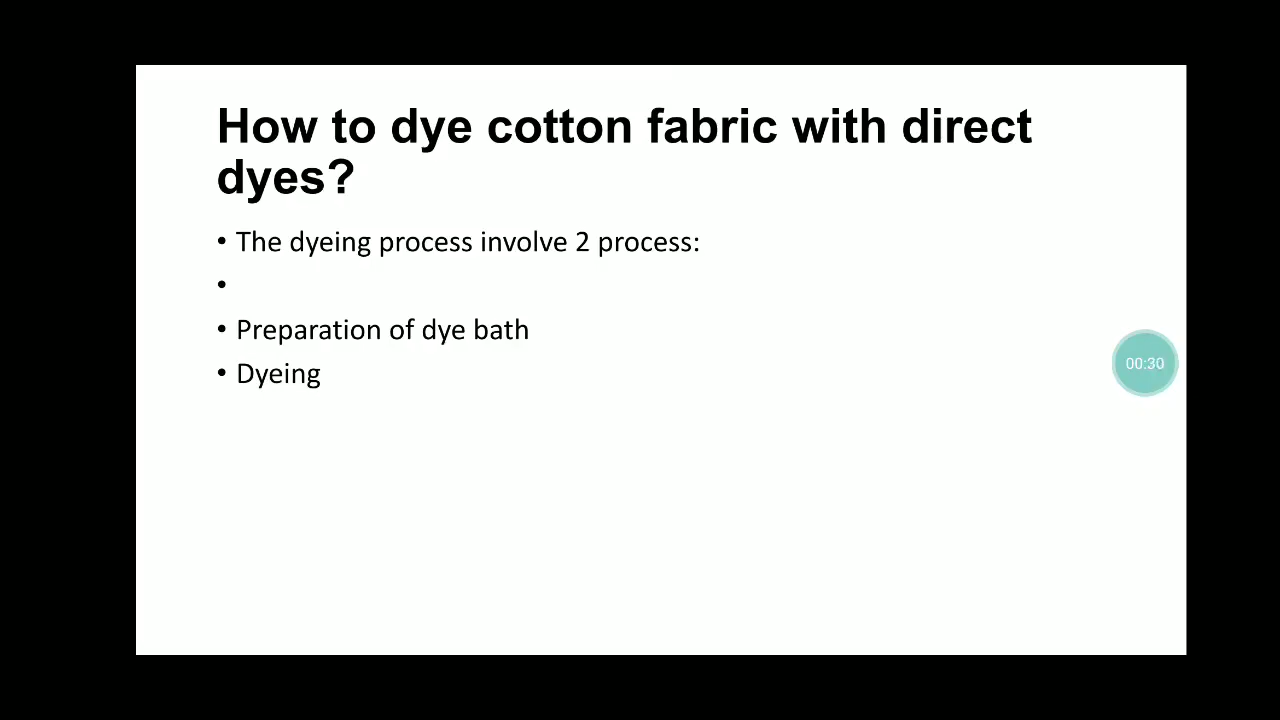 How to dye cotton fabric with direct
dyes?
• The dyeing process involve 2 process:
•
• Preparation of dye bath
• Dyeing
00:30